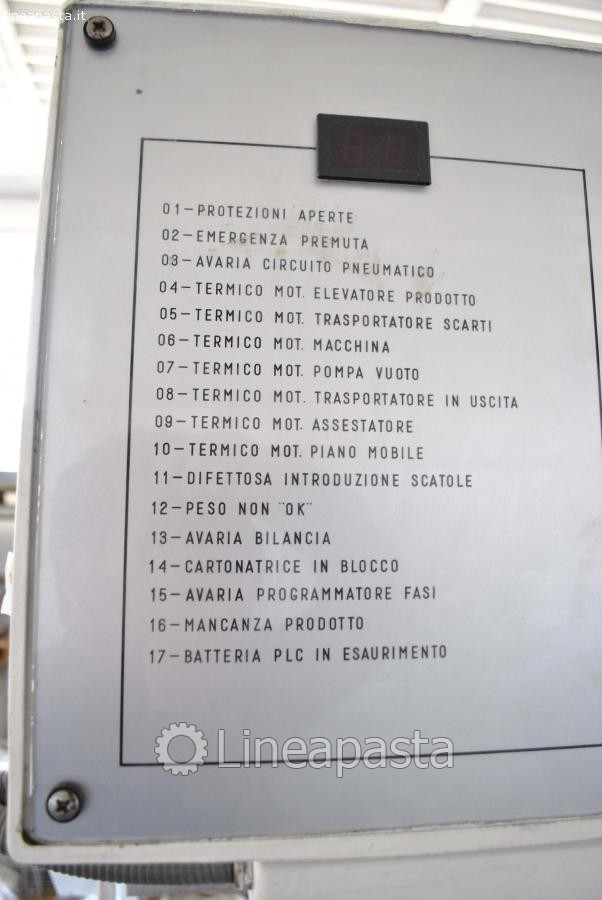 lineapasta.it
01-PROTEZIONI APERTE
02-EMERGENZA PREMUTA
03-AVARIA CIRCUITO PNEUMATICO
04-TERMICO MOT. ELEVATORE PRODOTTO
05-TERMICO MOT. TRASPORTATORE SCARTI
06-TERMICO MOT. MACCHINA
07-TERMICO MOT. POMPA VUOTO
08-TERMICO MOT. TRASPORTATORE IN USCITA
09-TERMICO MOT. ASSESTATORE
10-TERMICO MOT. PIANO MOBILE
11-DIFETTOSA INTRODUZIONE SCATOLE
12-PESO NON "OK"
13-AVARIA BILANCIA
14-CARTONATRICE IN BLOCCO
15-AVARIA PROGRAMMATORE FASI
16-MANCANZA PRODOTTO
17-BATTERIA PLC IN ESAURIMENTO
Lineapasta